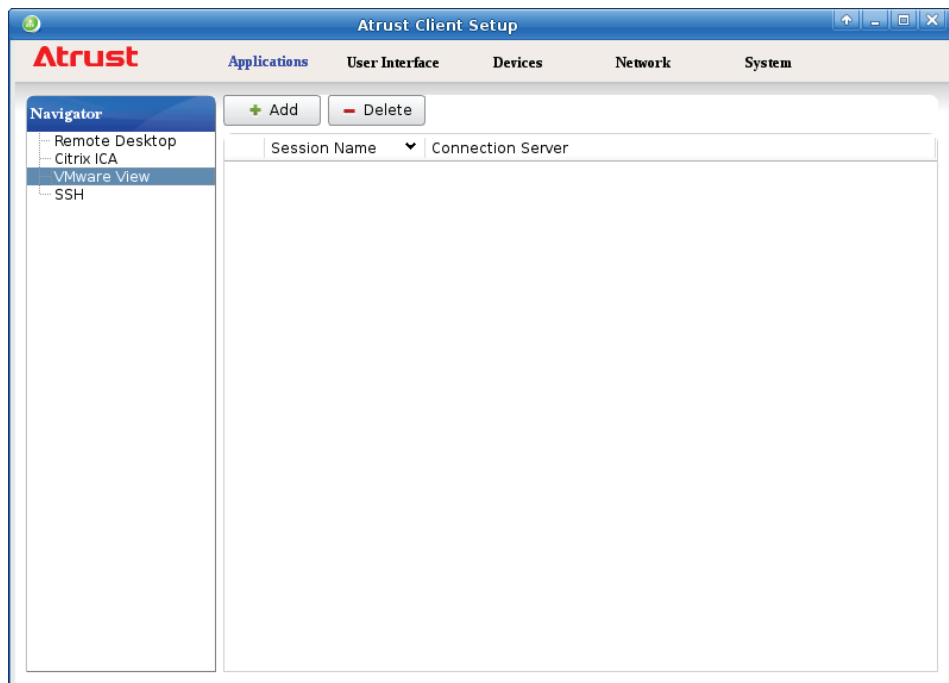 Atrust Client Setup
Atrust
Applications User Interface Devices Network System
Navigator
Remote Desktop
Citrix ICA
VMware View
SSH
Add Delete
Session Name Connection Server